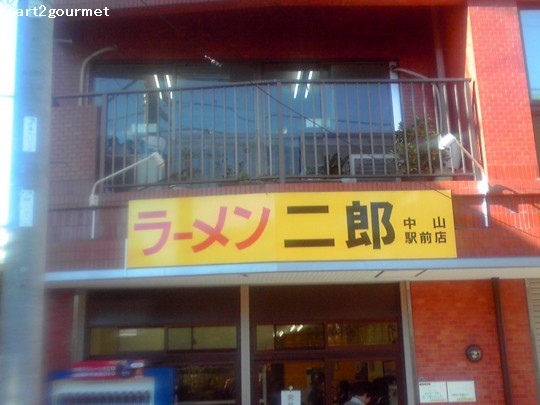 art2gourmet
ラーメン 二郎 中山
駅前店